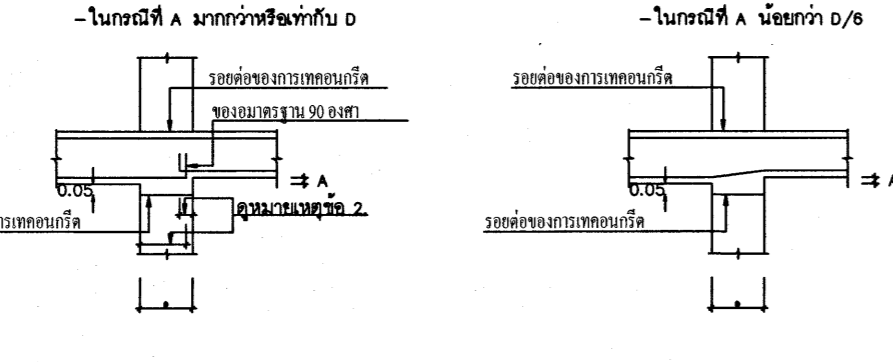 -ในกรณีที่ A มากกว่าหรือเท่ากับ D
รอยต่อของการเทคอนกรีต
ของอมาตรฐาน 90 องศา
A
0.05
ดูหมายเหตุข้อ 2.
ารเทคอนกรีต
-ในกรณีที่ A น้อยกว่า D/6
รอยต่อของการเทคอนกรีต
A
0.05
รอยต่อของการเทคอนกรีต